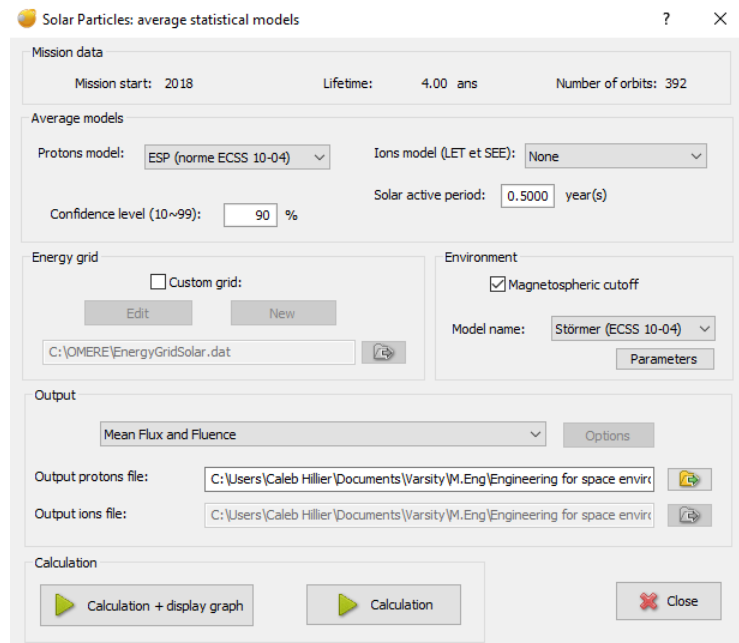 Solar Particles: average statistical models
Mission data
Mission start: 2018 Lifetime: 4.00 ans Number of orbits: 392
Average models
Protons model: ESP (norme ECSS 10-04) Ions model (LET et SEE): None
Solar active period: 0.5000 year(s)
Confidence level (10~99): 90 %
Energy grid
Custom grid:
Edit New
C:\OMERE\EnergyGridSolar.dat
Environment
Magnetospheric cutoff
Model name: Störmer (ECSS 10-04)
Parameters
Output
Mean Flux and Fluence Options
Output protons file: C:\Users\Caleb Hillier\Documents\Varsity\M.Eng\Engineering for space envir
Output ions file: C:\Users\Caleb Hillier\Documents\Varsity\M.Eng\Engineering for space envir
Calculation
Calculation + display graph Calculation Close